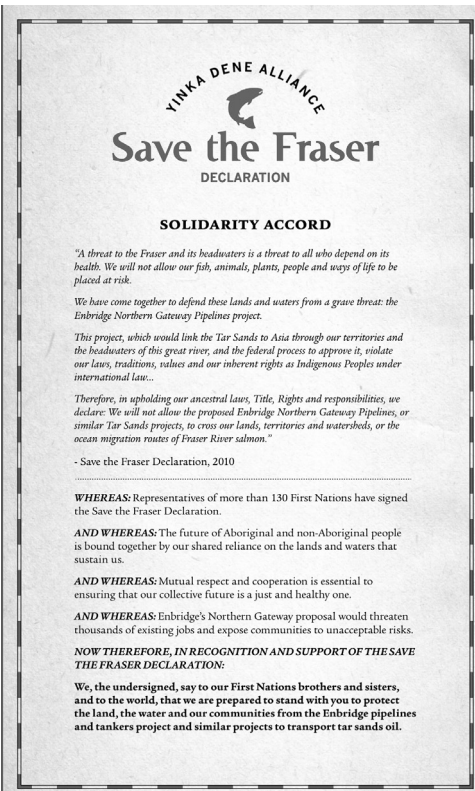 YINKA DENE ALLIANCE
Save the Fraser
DECLARATION
SOLIDARITY ACCORD
"A threat to the Fraser and its headwaters is a threat to all who depend on its
health. We will not allow our fish, animals, plants, people and ways of life to be
placed at risk.
We have come together to defend these lands and waters from a grave threat: the
Enbridge Northern Gateway Pipelines project.
This project, which would link the Tar Sands to Asia through our territories and
the headwaters of this great river, and the federal process to approve it, violate
our laws, traditions, values and our inherent rights as Indigenous Peoples under
international law...
Therefore, in upholding our ancestral laws, Title, Rights and responsibilities, we
declare: We will not allow the proposed Enbridge Northern Gateway Pipelines, or
similar Tar Sands projects, to cross our lands, territories and watersheds, or the
ocean migration routes of Fraser River salmon."
- Save the Fraser Declaration, 2010
WHEREAS: Representatives of more than 130 First Nations have signed
the Save the Fraser Declaration.
AND WHEREAS: The future of Aboriginal and non-Aboriginal people
is bound together by our shared reliance on the lands and waters that
sustain us.
AND WHEREAS: Mutual respect and cooperation is essential to
ensuring that our collective future is a just and healthy one.
AND WHEREAS: Enbridge's Northern Gateway proposal would threaten
thousands of existing jobs and expose communities to unacceptable risks.
NOW THEREFORE, IN RECOGNITION AND SUPPORT OF THE SAVE
THE FRASER DECLARATION:
We, the undersigned, say to our First Nations brothers and sisters,
and to the world, that we are prepared to stand with you to protect
the land, the water and our communities from the Enbridge pipelines
and tankers project and similar projects to transport tar sands oil.